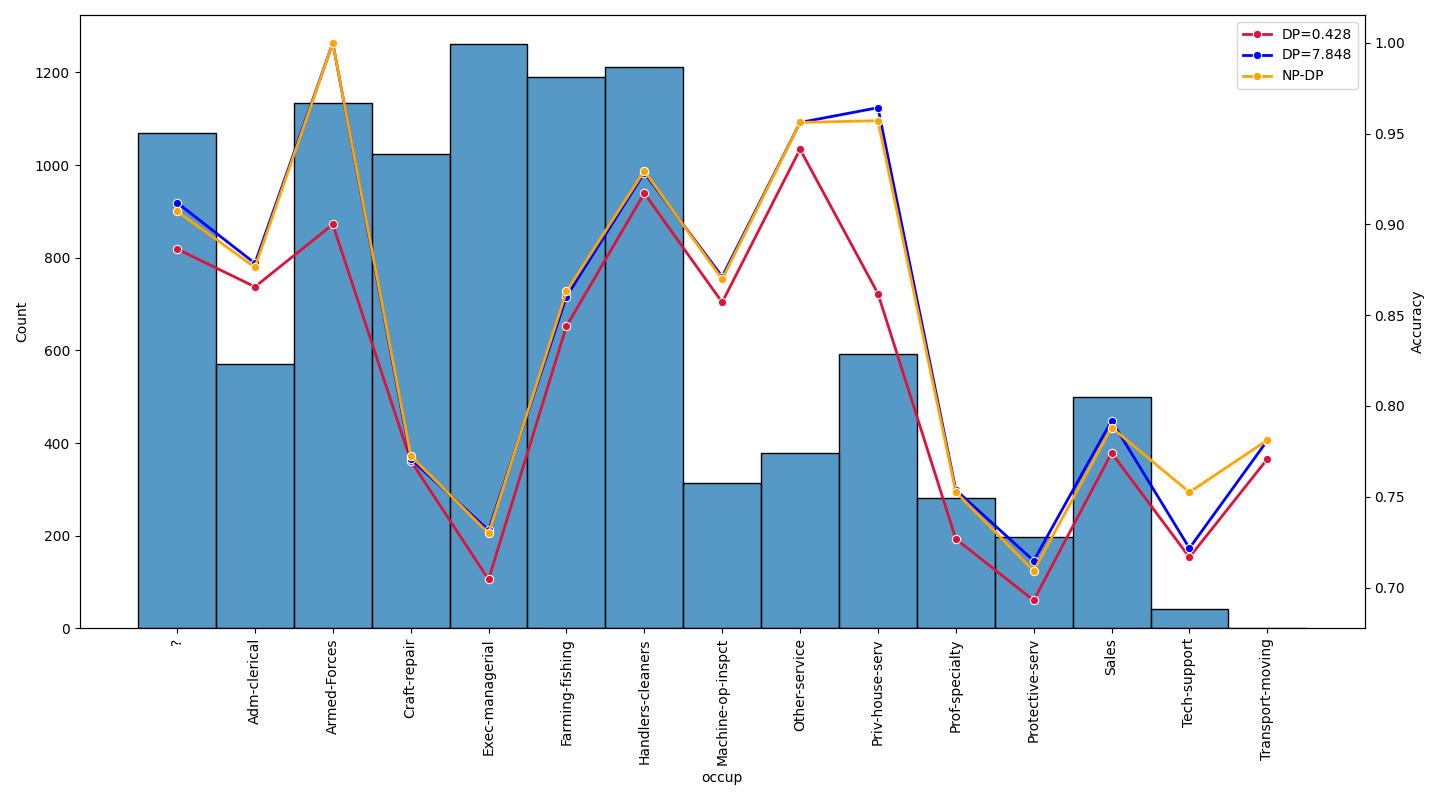 DP=0.428
DP=7.848
NP-DP
Count
1200
1000
800
600
400
200
0
1.00
0.95
0.90
0.85
0.80
0.75
0.70
Accuracy
?
Adm-clerical
Armed-Forces
Craft-repair
Exec-managerial
Farming-fishing
Handlers-cleaners
Machine-op-inspct
Other-service
Priv-house-serv
Prof-specialty
Protective-serv
Sales
Tech-support
Transport-moving
occup